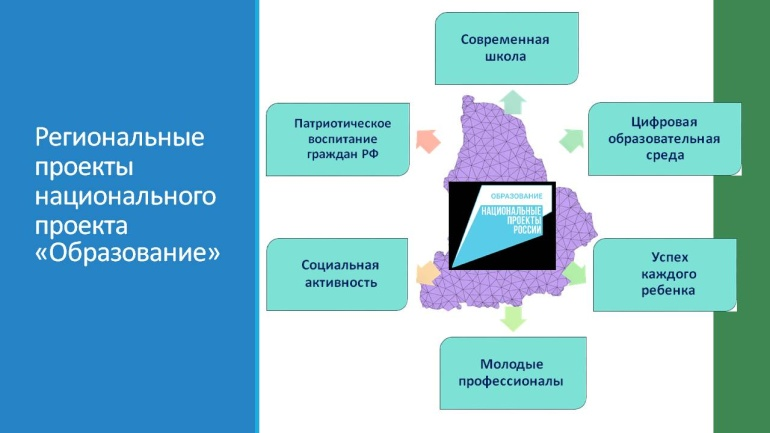 Региональные
проекты
национального
проекта
«Образование»
Современная
школа
Патриотическое
воспитание
граждан РФ
Цифровая
образовательная
среда
ОБРАЗОВАНИЕ
НАЦИОНАЛЬНЫЕ
ПРОЕКТЫ
РОССИИ
Социальная
активность
Успех
каждого
ребенка
Молодые
профессионалы